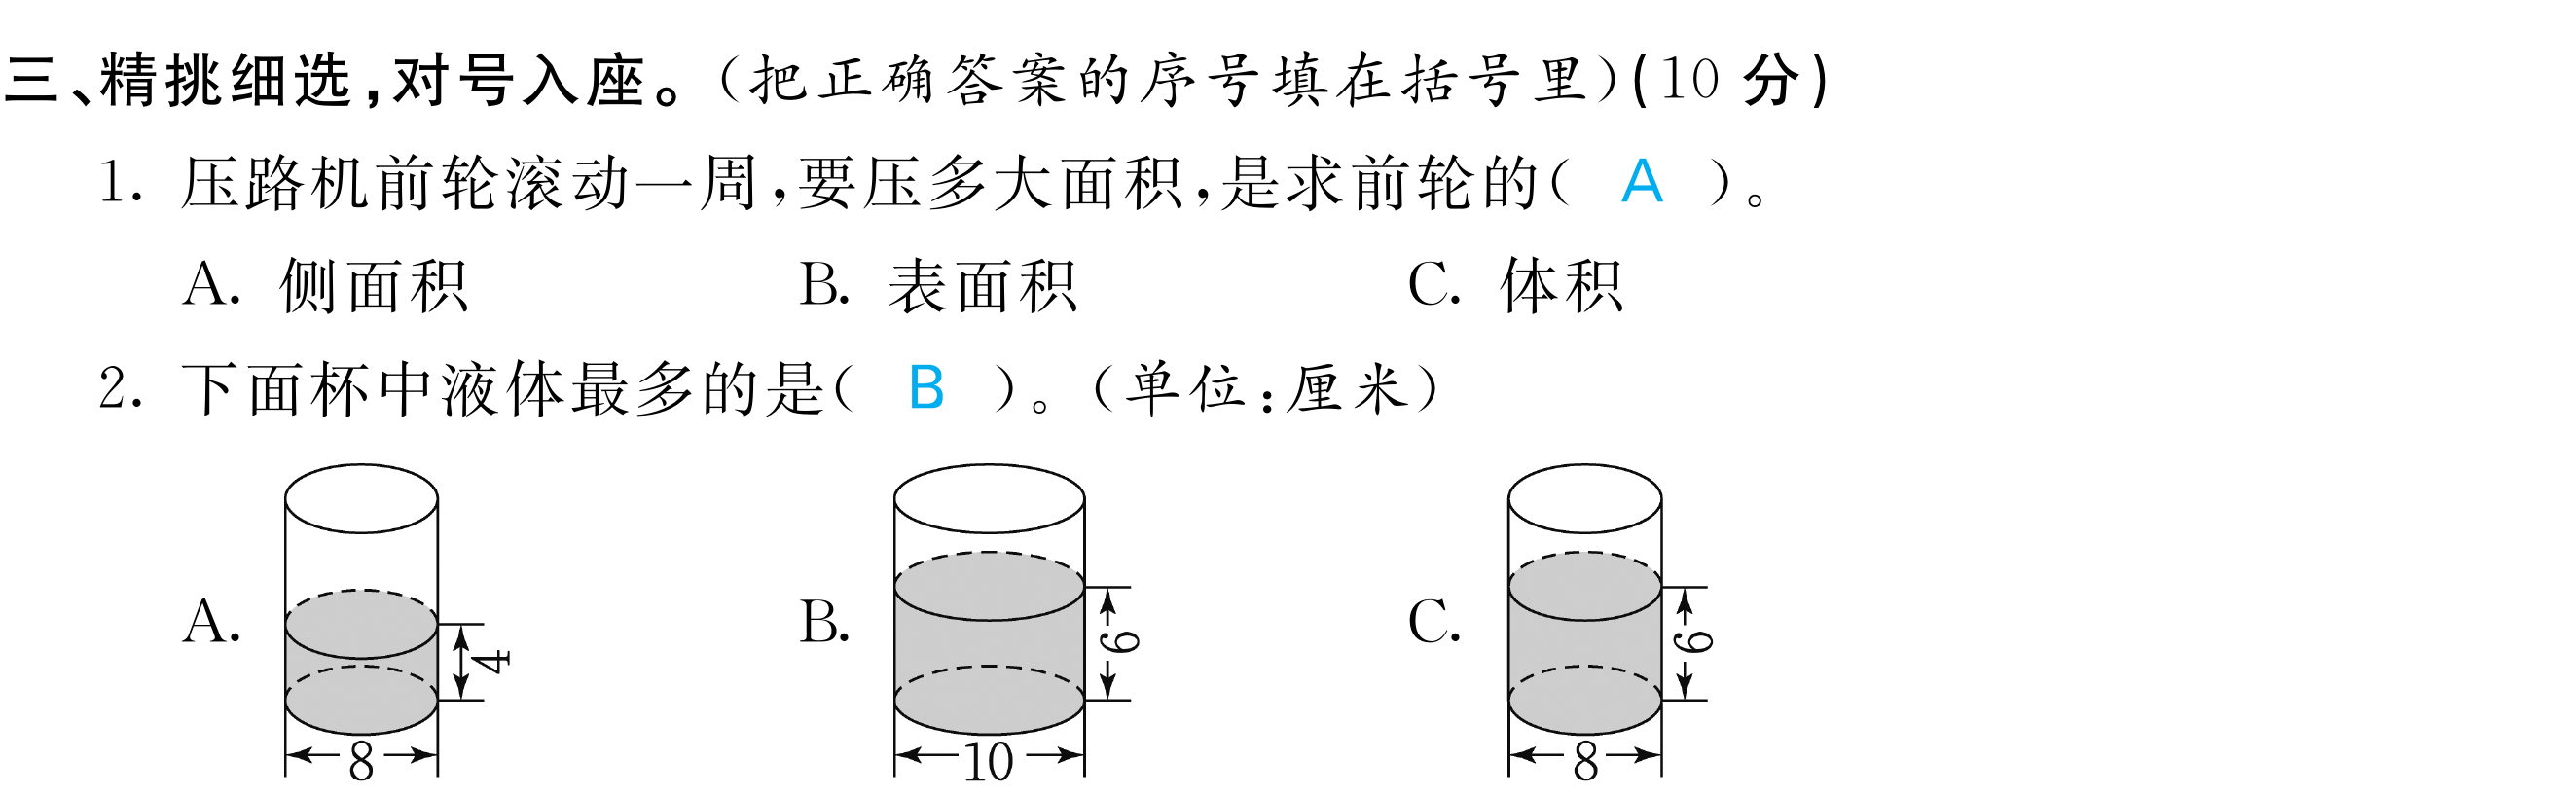 三、精挑细选,对号入座。(把正确答案的序号填在括号里)(10 分)
1. 压路机前轮滚动一周,要压多大面积,是求前轮的( A )。
A. 侧面积 B. 表面积 C. 体积
2. 下面杯中液体最多的是( B )。(单位:厘米)
A. 4 B. 6 C. 6
8 10 8